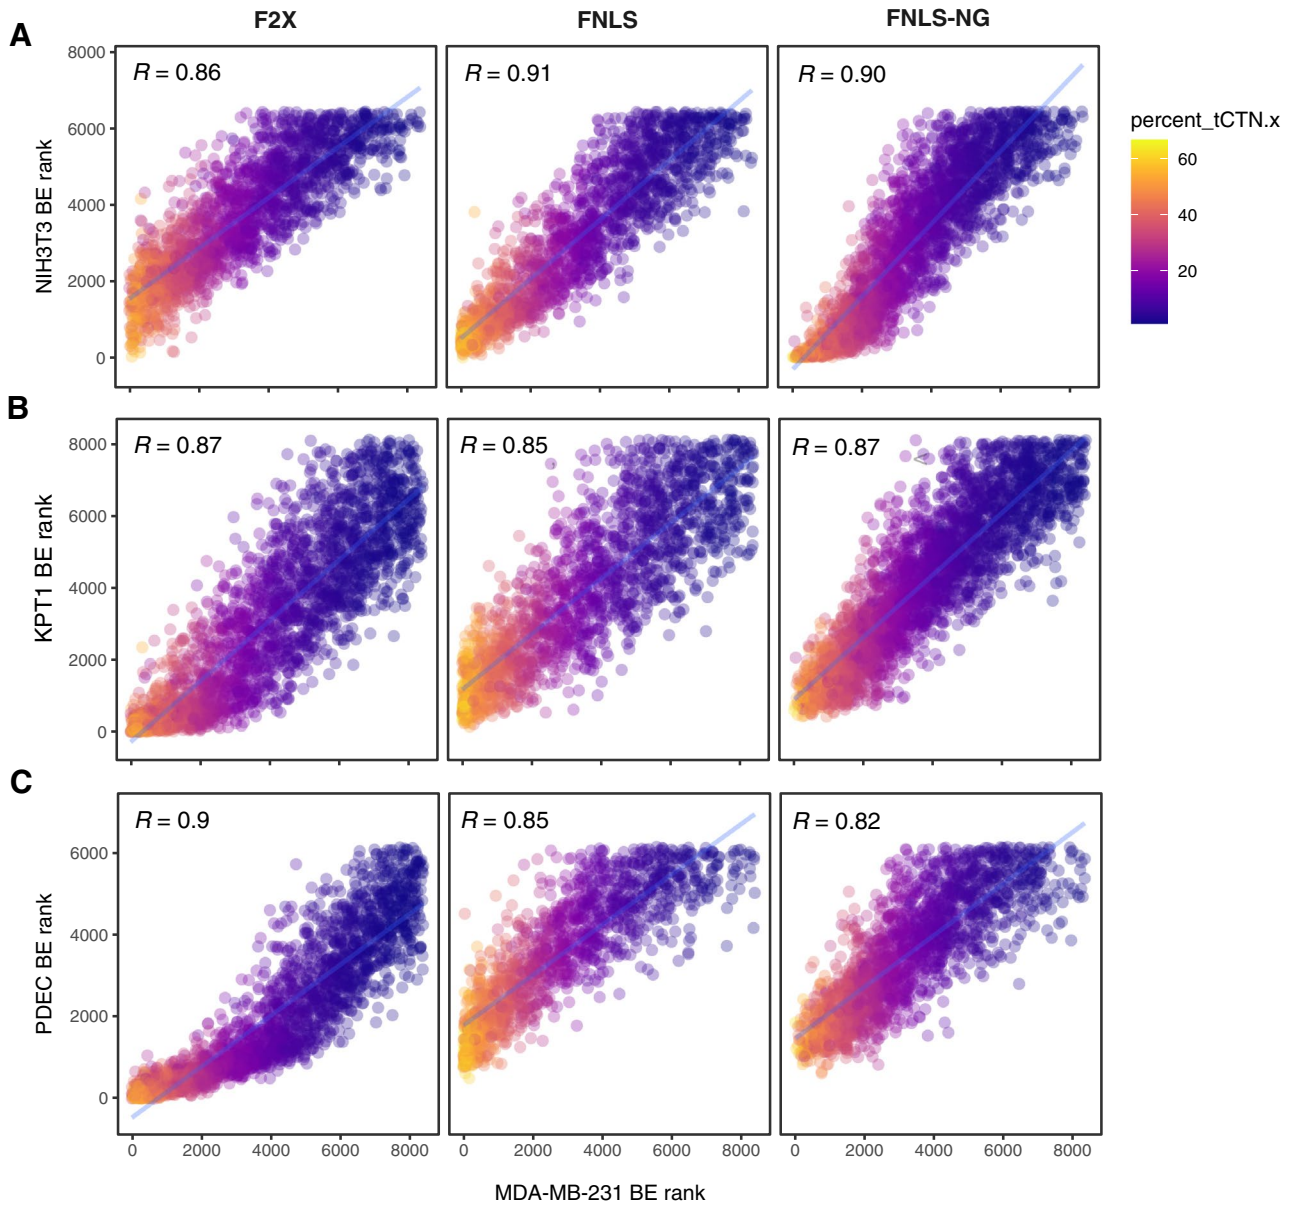 A
F2X
FNLS
FNLS-NG
R = 0.86
R = 0.91
R = 0.90
NIH3T3 BE rank
8000
6000
4000
2000
0
percent_tCTN.x
60
40
20
B
R = 0.87
R = 0.85
R = 0.87
KPT1 BE rank
8000
6000
4000
2000
0
C
R = 0.9
R = 0.85
R = 0.82
PDEC BE rank
6000
4000
2000
0
0 2000 4000 6000 8000
0 2000 4000 6000 8000
0 2000 4000 6000 8000
MDA-MB-231 BE rank